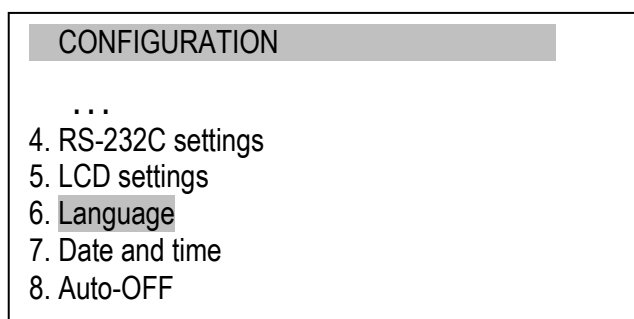 CONFIGURATION
...
4. RS-232C settings
5. LCD settings
6. Language
7. Date and time
8. Auto-OFF